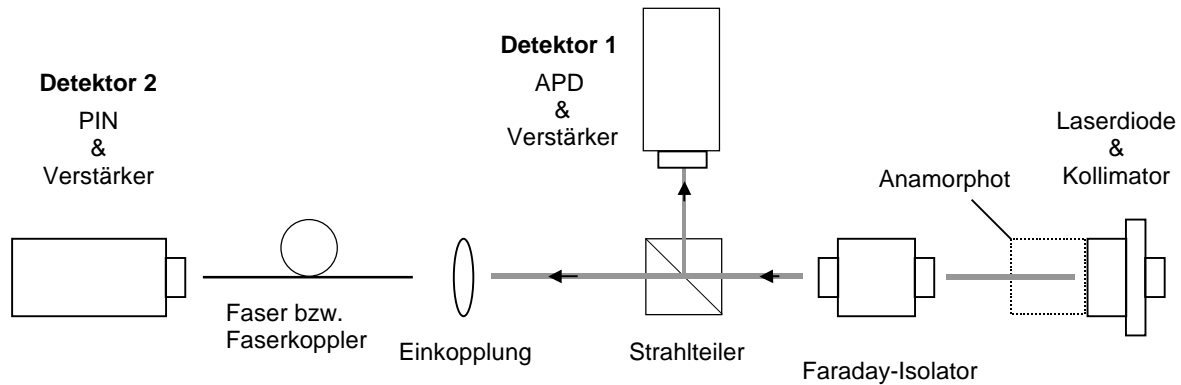 Detektor 2
PIN
&
Verstärker
Detektor 1
APD
&
Verstärker
Laserdiode
&
Kollimator
Anamorphot
Faser bzw.
Faserkoppler
Einkopplung
Strahlteiler
Faraday-Isolator